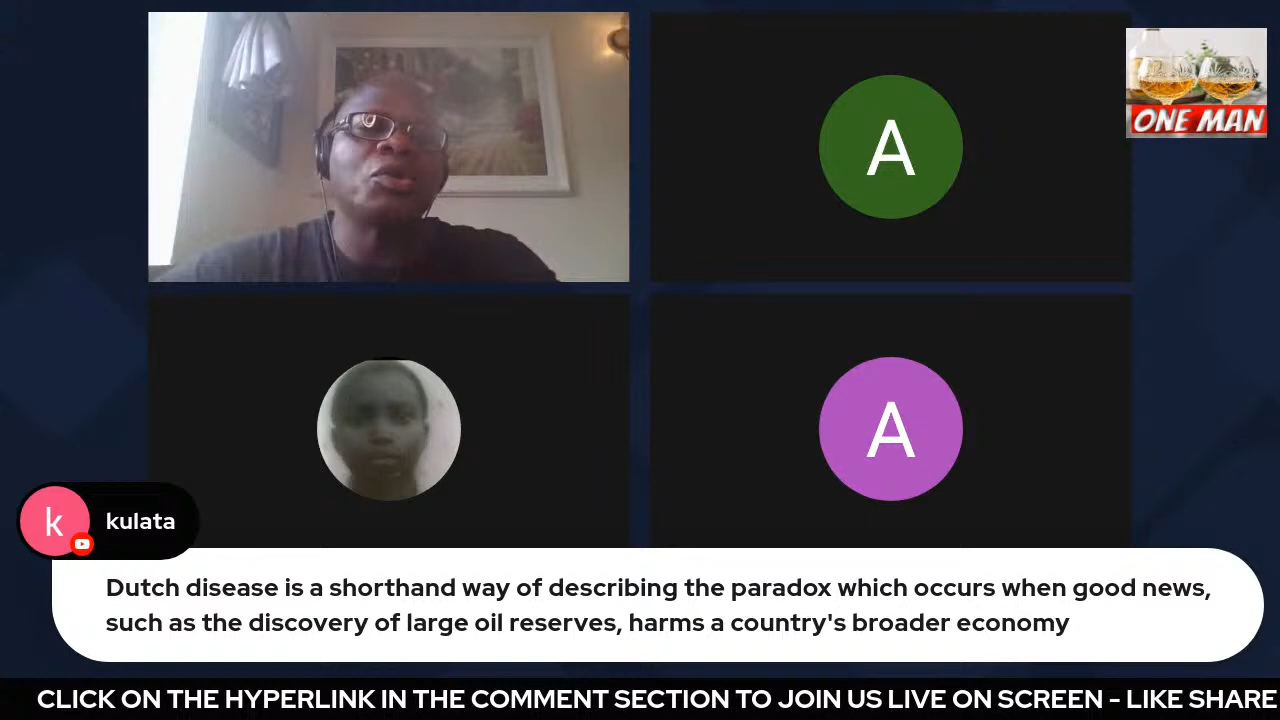 A
ONE MAN
A
k
kulata
Dutch disease is a shorthand way of describing the paradox which occurs when good news,
such as the discovery of large oil reserves, harms a country's broader economy
CLICK ON THE HYPERLINK IN THE COMMENT SECTION TO JOIN US LIVE ON SCREEN - LIKE SHARE